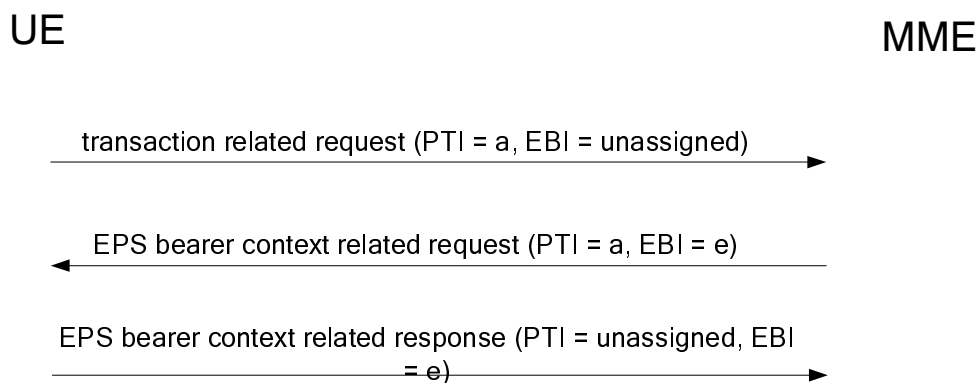 UE
MME
transaction related request (PTI = a, EBI = unassigned)
EPS bearer context related request (PTI = a, EBI = e)
EPS bearer context related response (PTI = unassigned, EBI
= e)